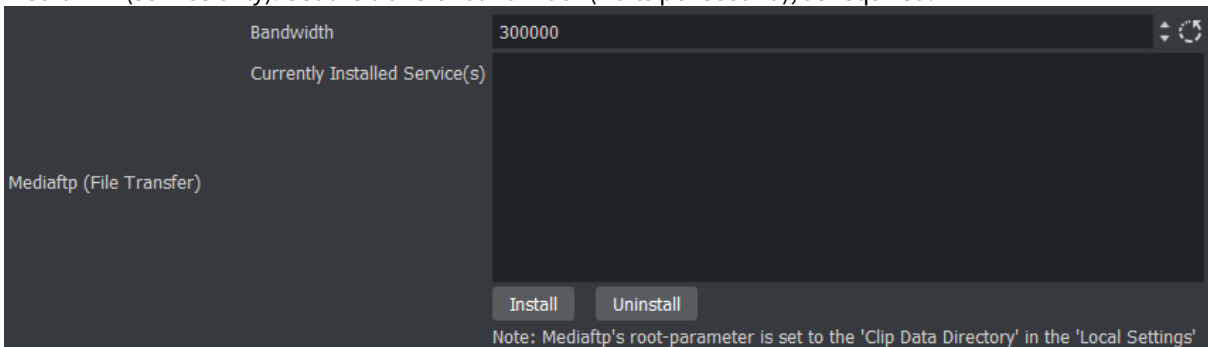 Bandwidth
300000
Currently Installed Service(s)
Mediaftp (File Transfer)
Install
Uninstall
Note: Mediaftp's root-parameter is set to the 'Clip Data Directory' in the 'Local Settings'